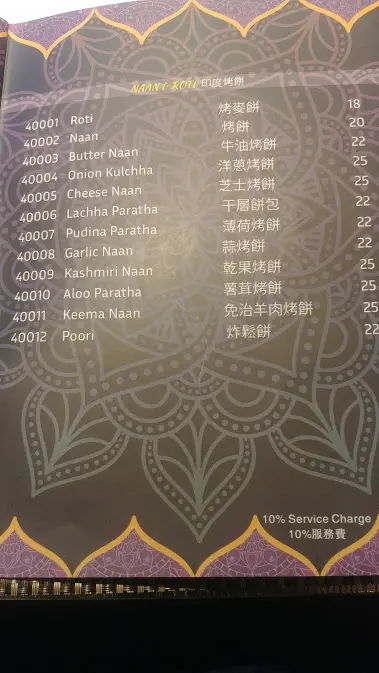 NAAN & ROTI 印度烤餅
40001 Roti 烤麥餅 18
40002 Naan 烤餅 20
40003 Butter Naan 牛油烤餅 22
40004 Onion Kulchha 洋蔥烤餅 25
40005 Cheese Naan 芝士烤餅 25
40006 Lachha Paratha 千層餅包 22
40007 Pudina Paratha 薄荷烤餅 22
40008 Garlic Naan 蒜烤餅 22
40009 Kashmiri Naan 乾果烤餅 25
40010 Aloo Paratha 薯茸烤餅 25
40011 Keema Naan 免治羊肉烤餅 25
40012 Poori 炸鬆餅 22
10% Service Charge
10%服務費